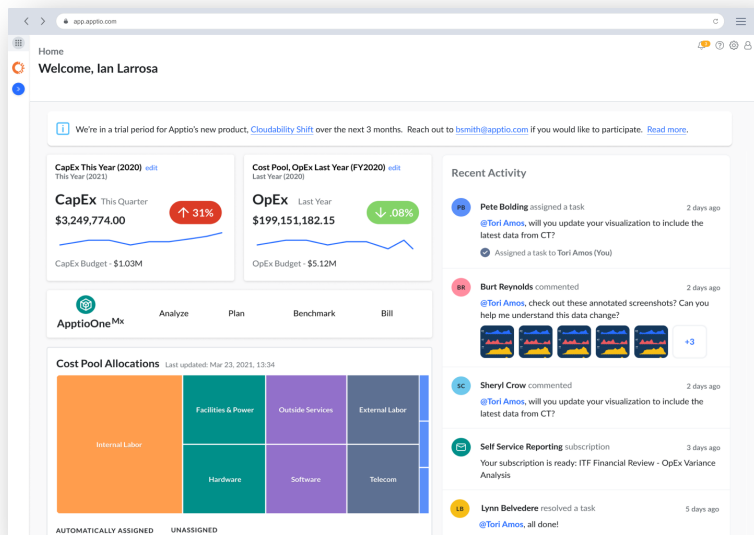 app.apptio.com
Home
Welcome, Ian Larrosa
We're in a trial period for Apptio's new product, Cloudability Shift over the next 3 months. Reach out to bsmith@apptio.com if you would like to participate. Read more.
CapEx This Year (2020) edit
This Year (2021)
CapEx This Quarter
$3,249,774.00
31%
CapEx Budget - $1.03M
Cost Pool, OpEx Last Year (FY2020) edit
Last Year (2020)
OpEx Last Year
$199,151,182.15
.08%
OpEx Budget - $5.12M
ApptioOne Mx
Analyze
Plan
Benchmark
Bill
Cost Pool Allocations Last updated: Mar 23, 2021, 13:34
Internal Labor
Facilities & Power
Outside Services
External Labor
Hardware
Software
Telecom
AUTOMATICALLY ASSIGNED
UNASSIGNED
Recent Activity
PB
Pete Bolding assigned a task
2 days ago
@Tori Amos, will you update your visualization to include the
latest data from CT?
Assigned a task to Tori Amos (You)
BR
Burt Reynolds commented
2 days ago
@Tori Amos, check out these annotated screenshots? Can you
help me understand this data change?
+3
SC
Sheryl Crow commented
2 days ago
@Tori Amos, will you update your visualization to include the
latest data from CT?
Self Service Reporting subscription
3 days ago
Your subscription is ready: ITF Financial Review - OpEx Variance
Analysis
LB
Lynn Belvedere resolved a task
5 days ago
@Tori Amos, all done!